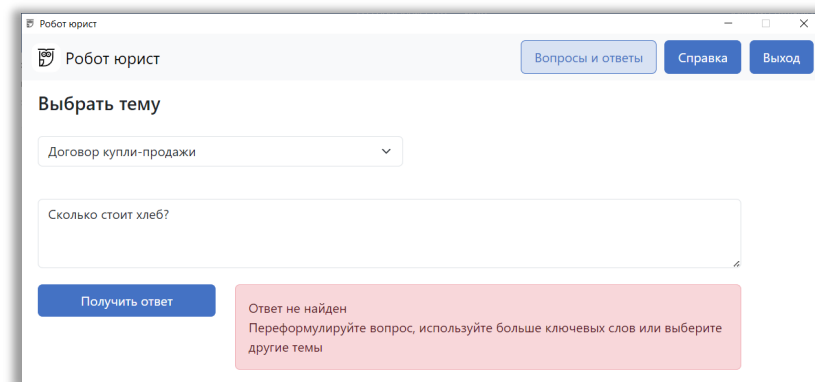 Робот юрист
Робот юрист
Вопросы и ответы
Справка
Выход
Выбрать тему
Договор купли-продажи
Сколько стоит хлеб?
Получить ответ
Ответ не найден
Переформулируйте вопрос, используйте больше ключевых слов или выберите
другие темы